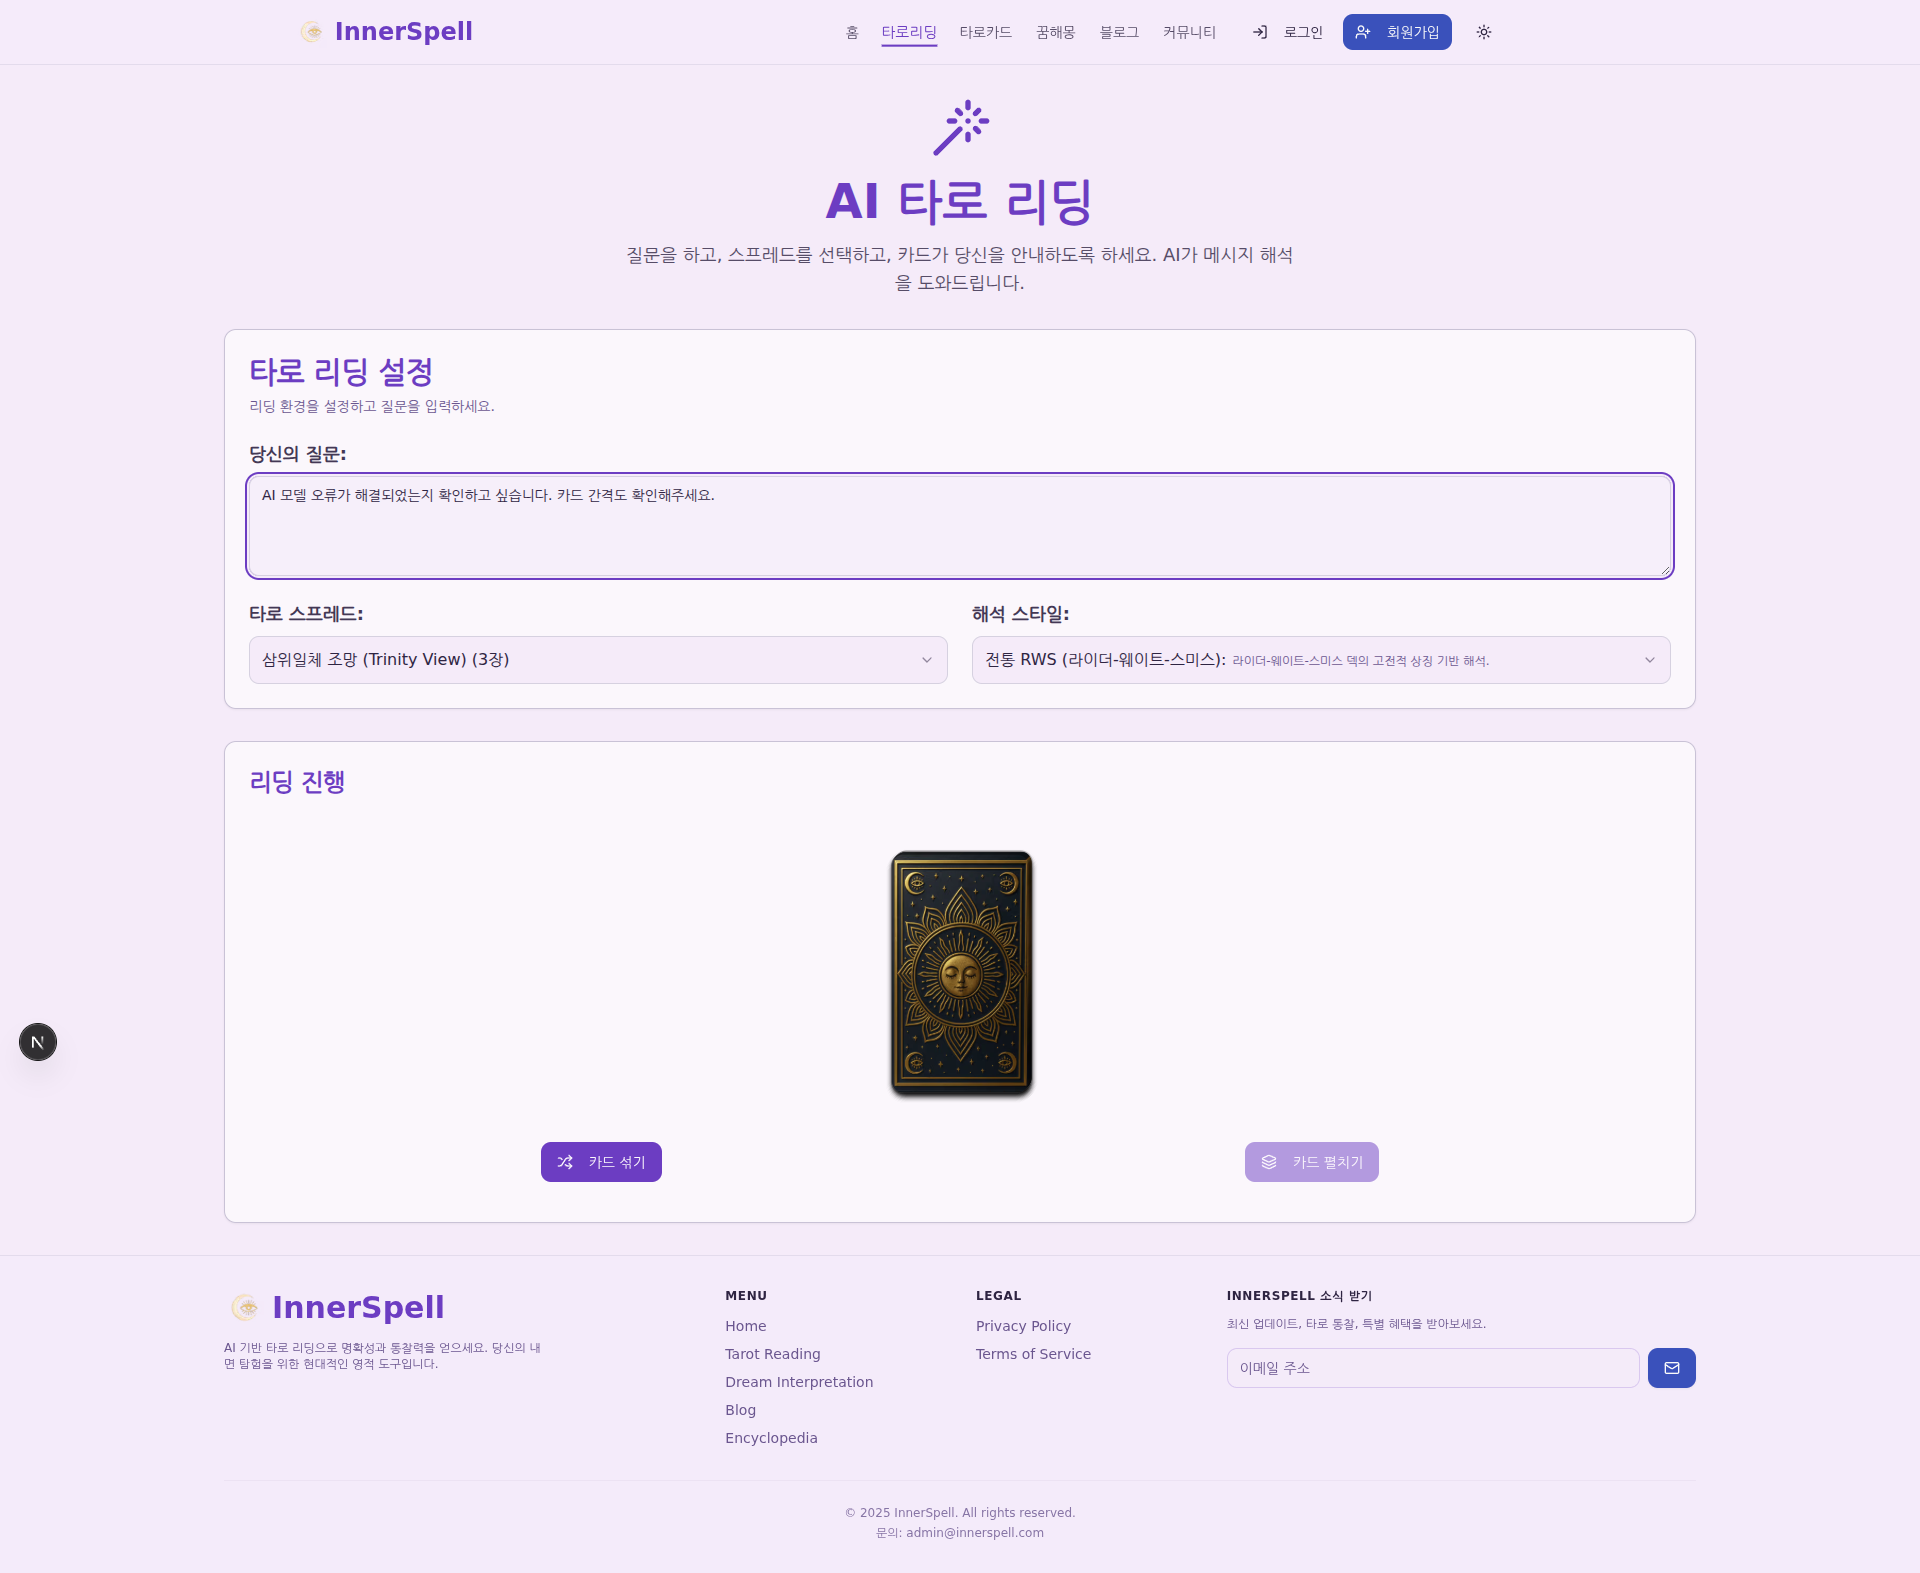 InnerSpell
홈
타로리딩
타로카드
꿈해몽
블로그
커뮤니티
로그인
회원가입
AI 타로 리딩
질문을 하고, 스프레드를 선택하고, 카드가 당신을 안내하도록 하세요. AI가 메시지 해석
을 도와드립니다.
타로 리딩 설정
리딩 환경을 설정하고 질문을 입력하세요.
당신의 질문:
AI 모델 오류가 해결되었는지 확인하고 싶습니다. 카드 간격도 확인해주세요.
타로 스프레드:
삼위일체 조망 (Trinity View) (3장)
해석 스타일:
전통 RWS (라이더-웨이트-스미스): 라이더-웨이트-스미스 덱의 고전적 상징 기반 해석.
리딩 진행
카드 섞기
카드 펼치기
N
InnerSpell
AI 기반 타로 리딩으로 명확성과 통찰력을 얻으세요. 당신의 내
면 탐험을 위한 현대적인 영적 도구입니다.
MENU
Home
Tarot Reading
Dream Interpretation
Blog
Encyclopedia
LEGAL
Privacy Policy
Terms of Service
INNERSPELL 소식 받기
최신 업데이트, 타로 통찰, 특별 혜택을 받아보세요.
이메일 주소
© 2025 InnerSpell. All rights reserved.
문의: admin@innerspell.com